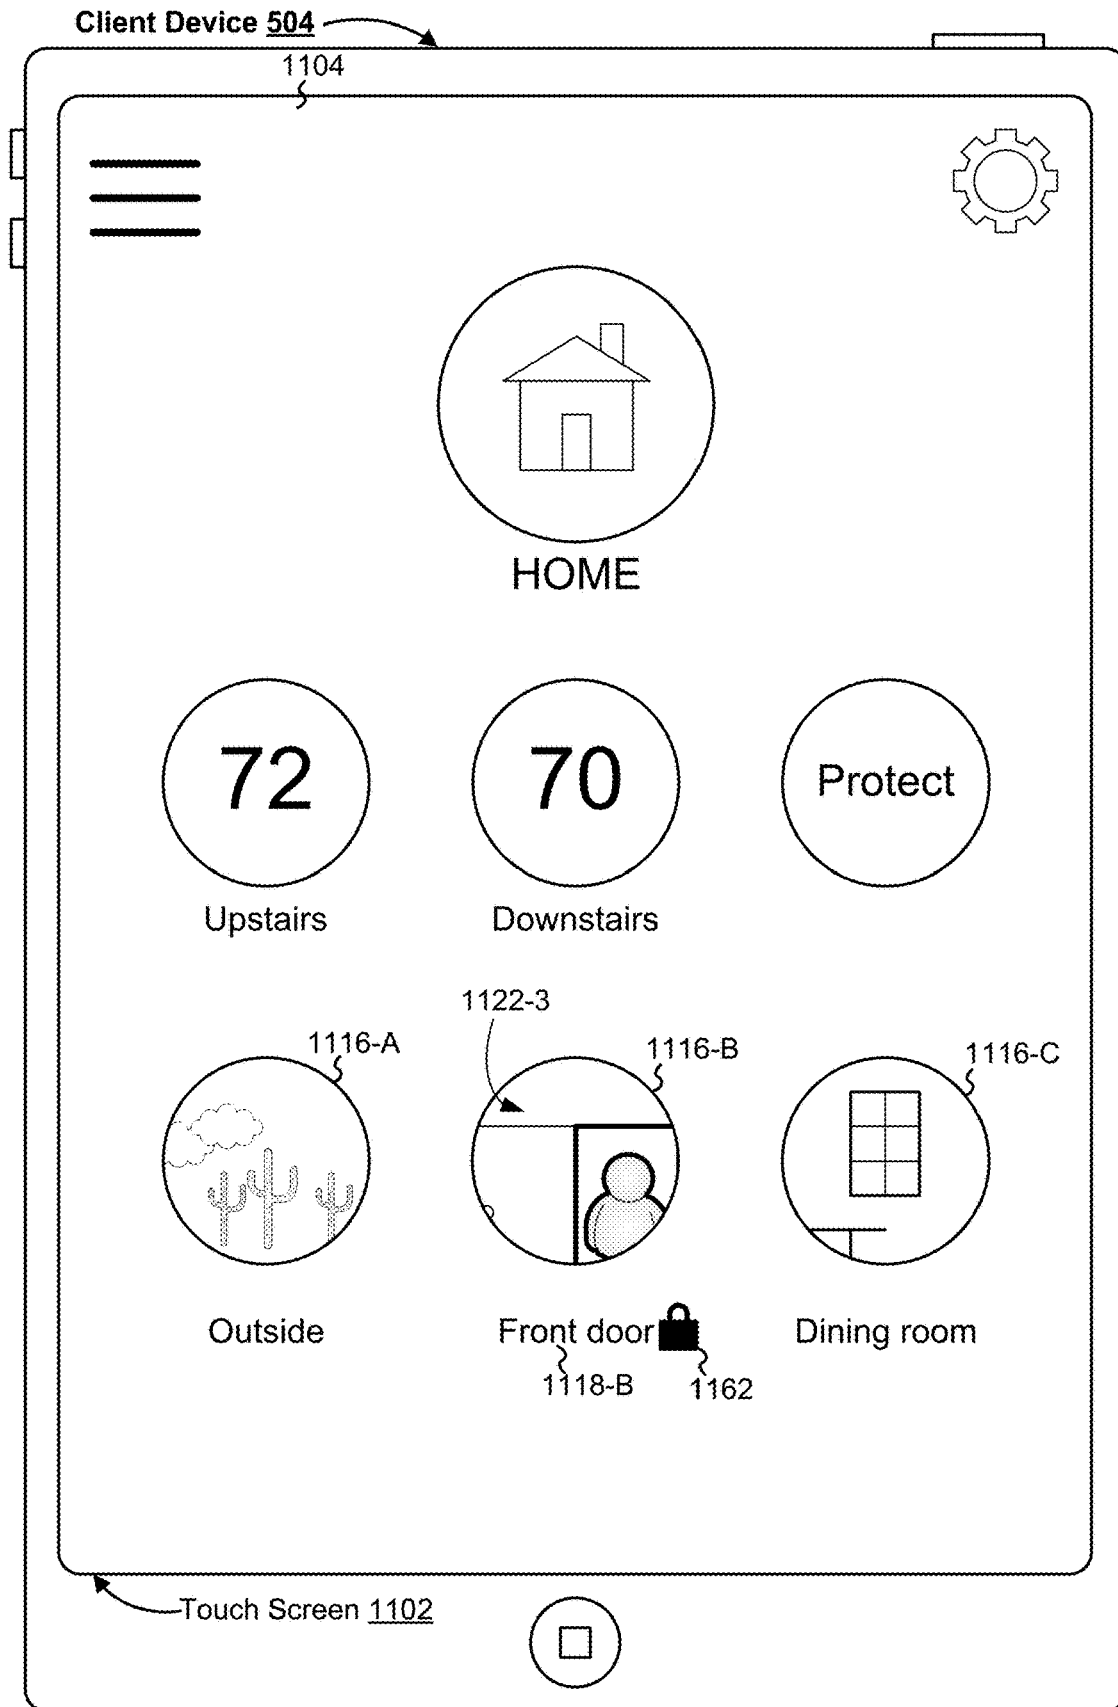 Client Device 504
1104
HOME
72
70
Protect
Upstairs
Downstairs
1122-3
1116-A
1116-B
1116-C
Outside
Front door
Dining room
1118-B
1162
Touch Screen 1102